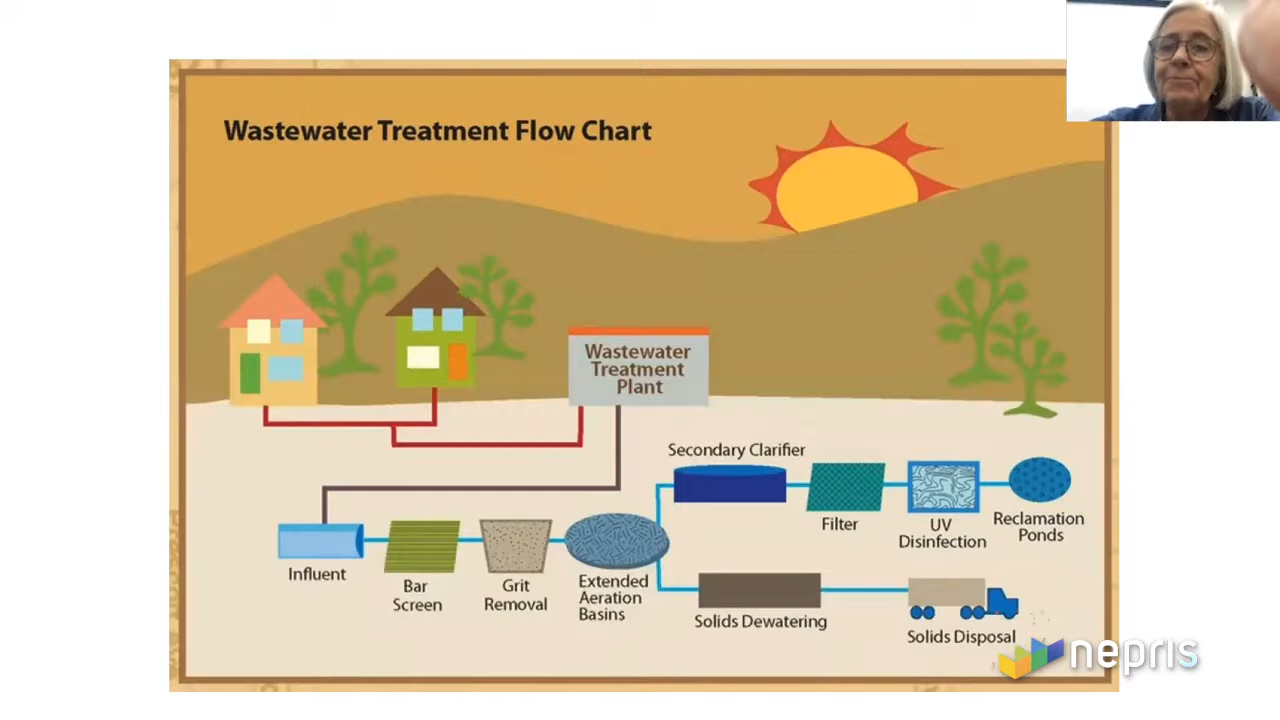 Wastewater Treatment Flow Chart
Wastewater
Treatment
Plant
Secondary Clarifier
Filter
UV
Disinfection
Reclamation
Ponds
Influent
Bar
Screen
Grit
Removal
Extended
Aeration
Basins
Solids Dewatering
Solids Disposal
nepris